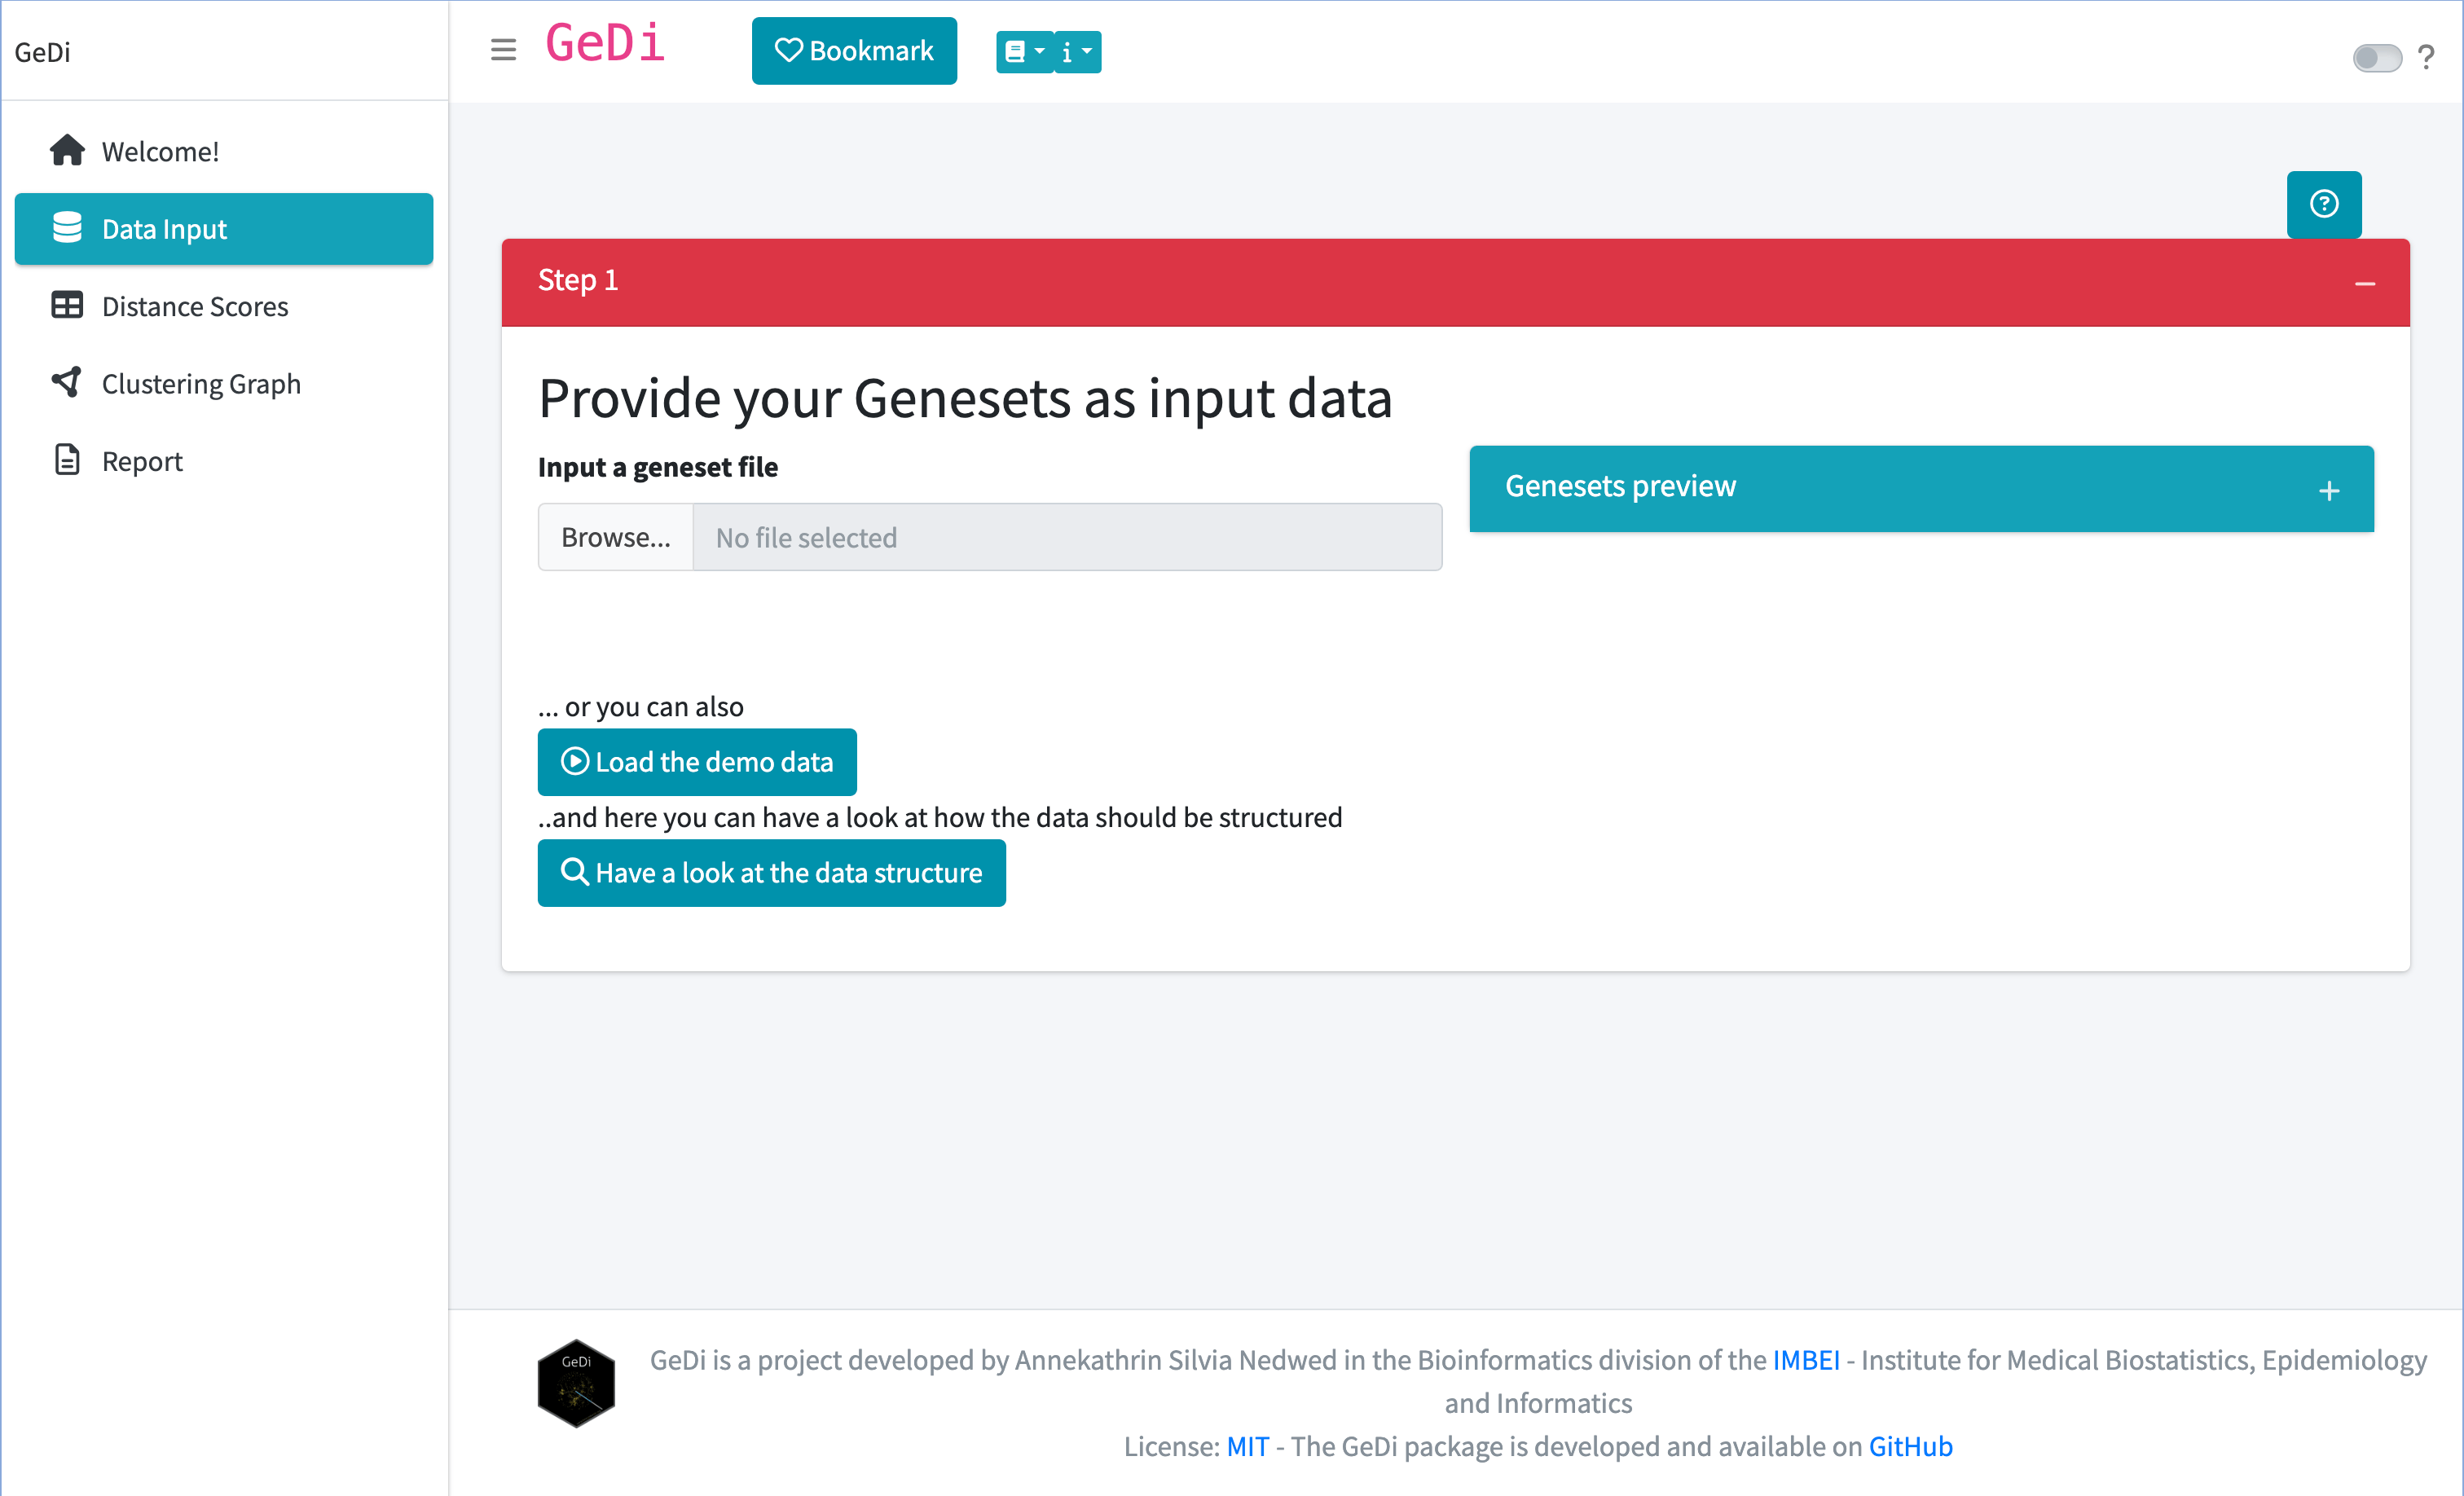 GeDi
GeDi
Bookmark
?
Welcome!
Data Input
Distance Scores
Clustering Graph
Report
Step 1
Provide your Genesets as input data
Input a geneset file
Browse...
No file selected
Genesets preview
... or you can also
Load the demo data
..and here you can have a look at how the data should be structured
Have a look at the data structure
GeDi
GeDi is a project developed by Annekathrin Silvia Nedwed in the Bioinformatics division of the IMBEI - Institute for Medical Biostatistics, Epidemiology
and Informatics
License: MIT - The GeDi package is developed and available on GitHub